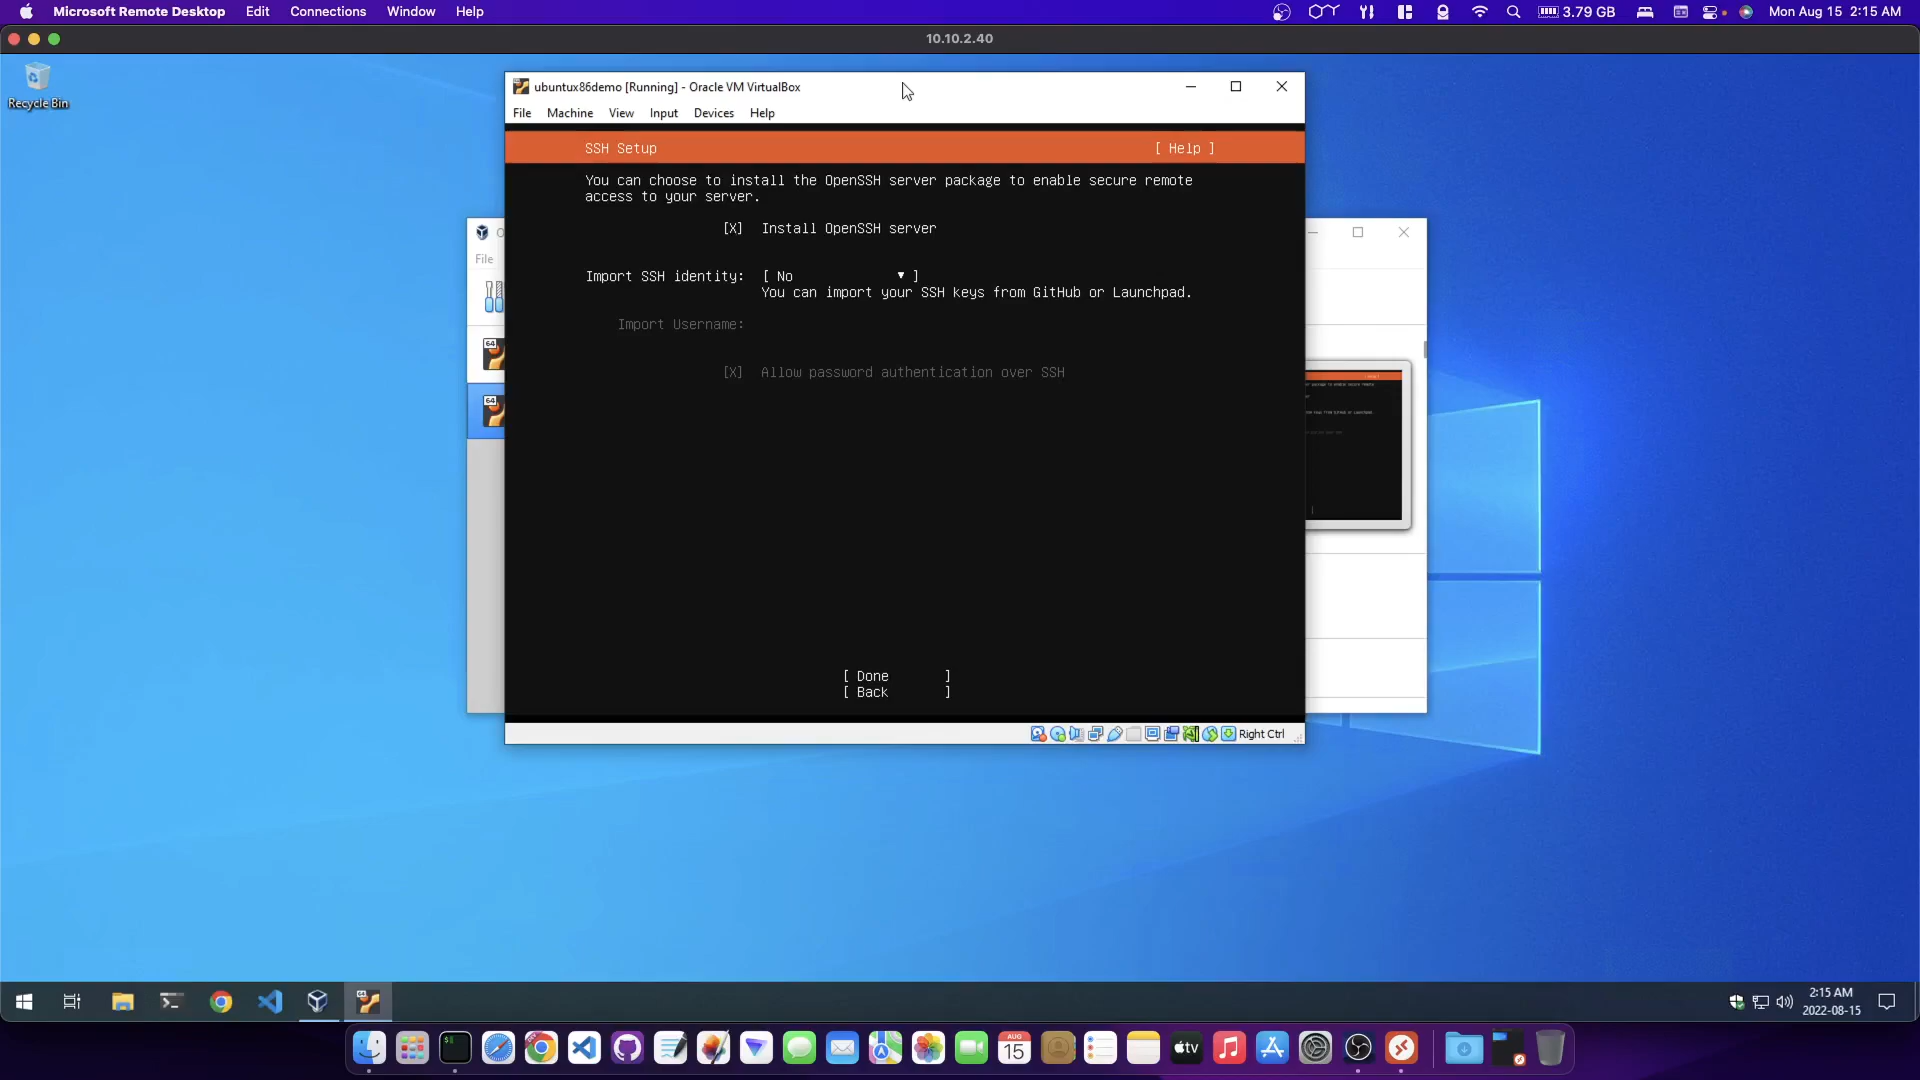 Microsoft Remote Desktop Edit Connections Window Help
3.79 GB Mon Aug 15 2:15 AM
10.10.2.40
Recycle Bin
ubuntux86demo [Running] - Oracle VM VirtualBox
File Machine View Input Devices Help
SSH Setup [ Help ]
You can choose to install the OpenSSH server package to enable secure remote
access to your server.
[X] Install OpenSSH server
Import SSH identity: [ No ▾ ]
You can import your SSH keys from GitHub or Launchpad.
Import Username:
[X] Allow password authentication over SSH
[ Done ]
[ Back ]
Right Ctrl
File
64
64
2:15 AM
2022-08-15
AUG
15
tv